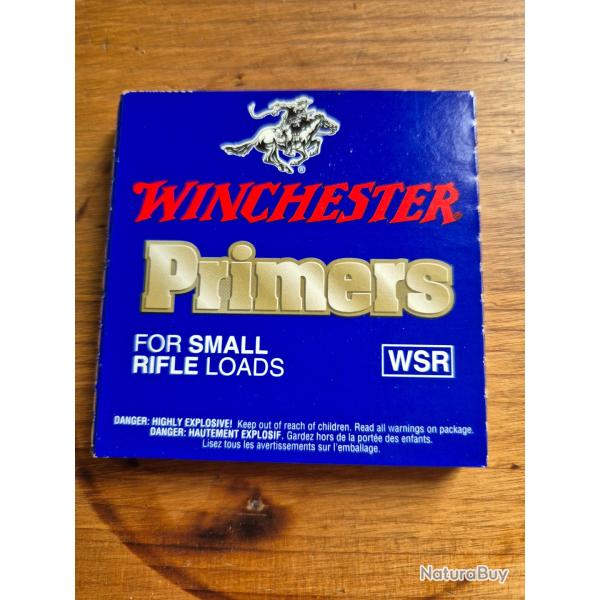 WINCHESTER
Primers
FOR SMALL
RIFLE LOADS
WSR
DANGER: HIGHLY EXPLOSIVE! Keep out of reach of children. Read all warnings on package.
DANGER: HAUTEMENT EXPLOSIF. Gardez hors de la portée des enfants.
Lisez tous les avertissements sur l'emballage.
NaturaBuy